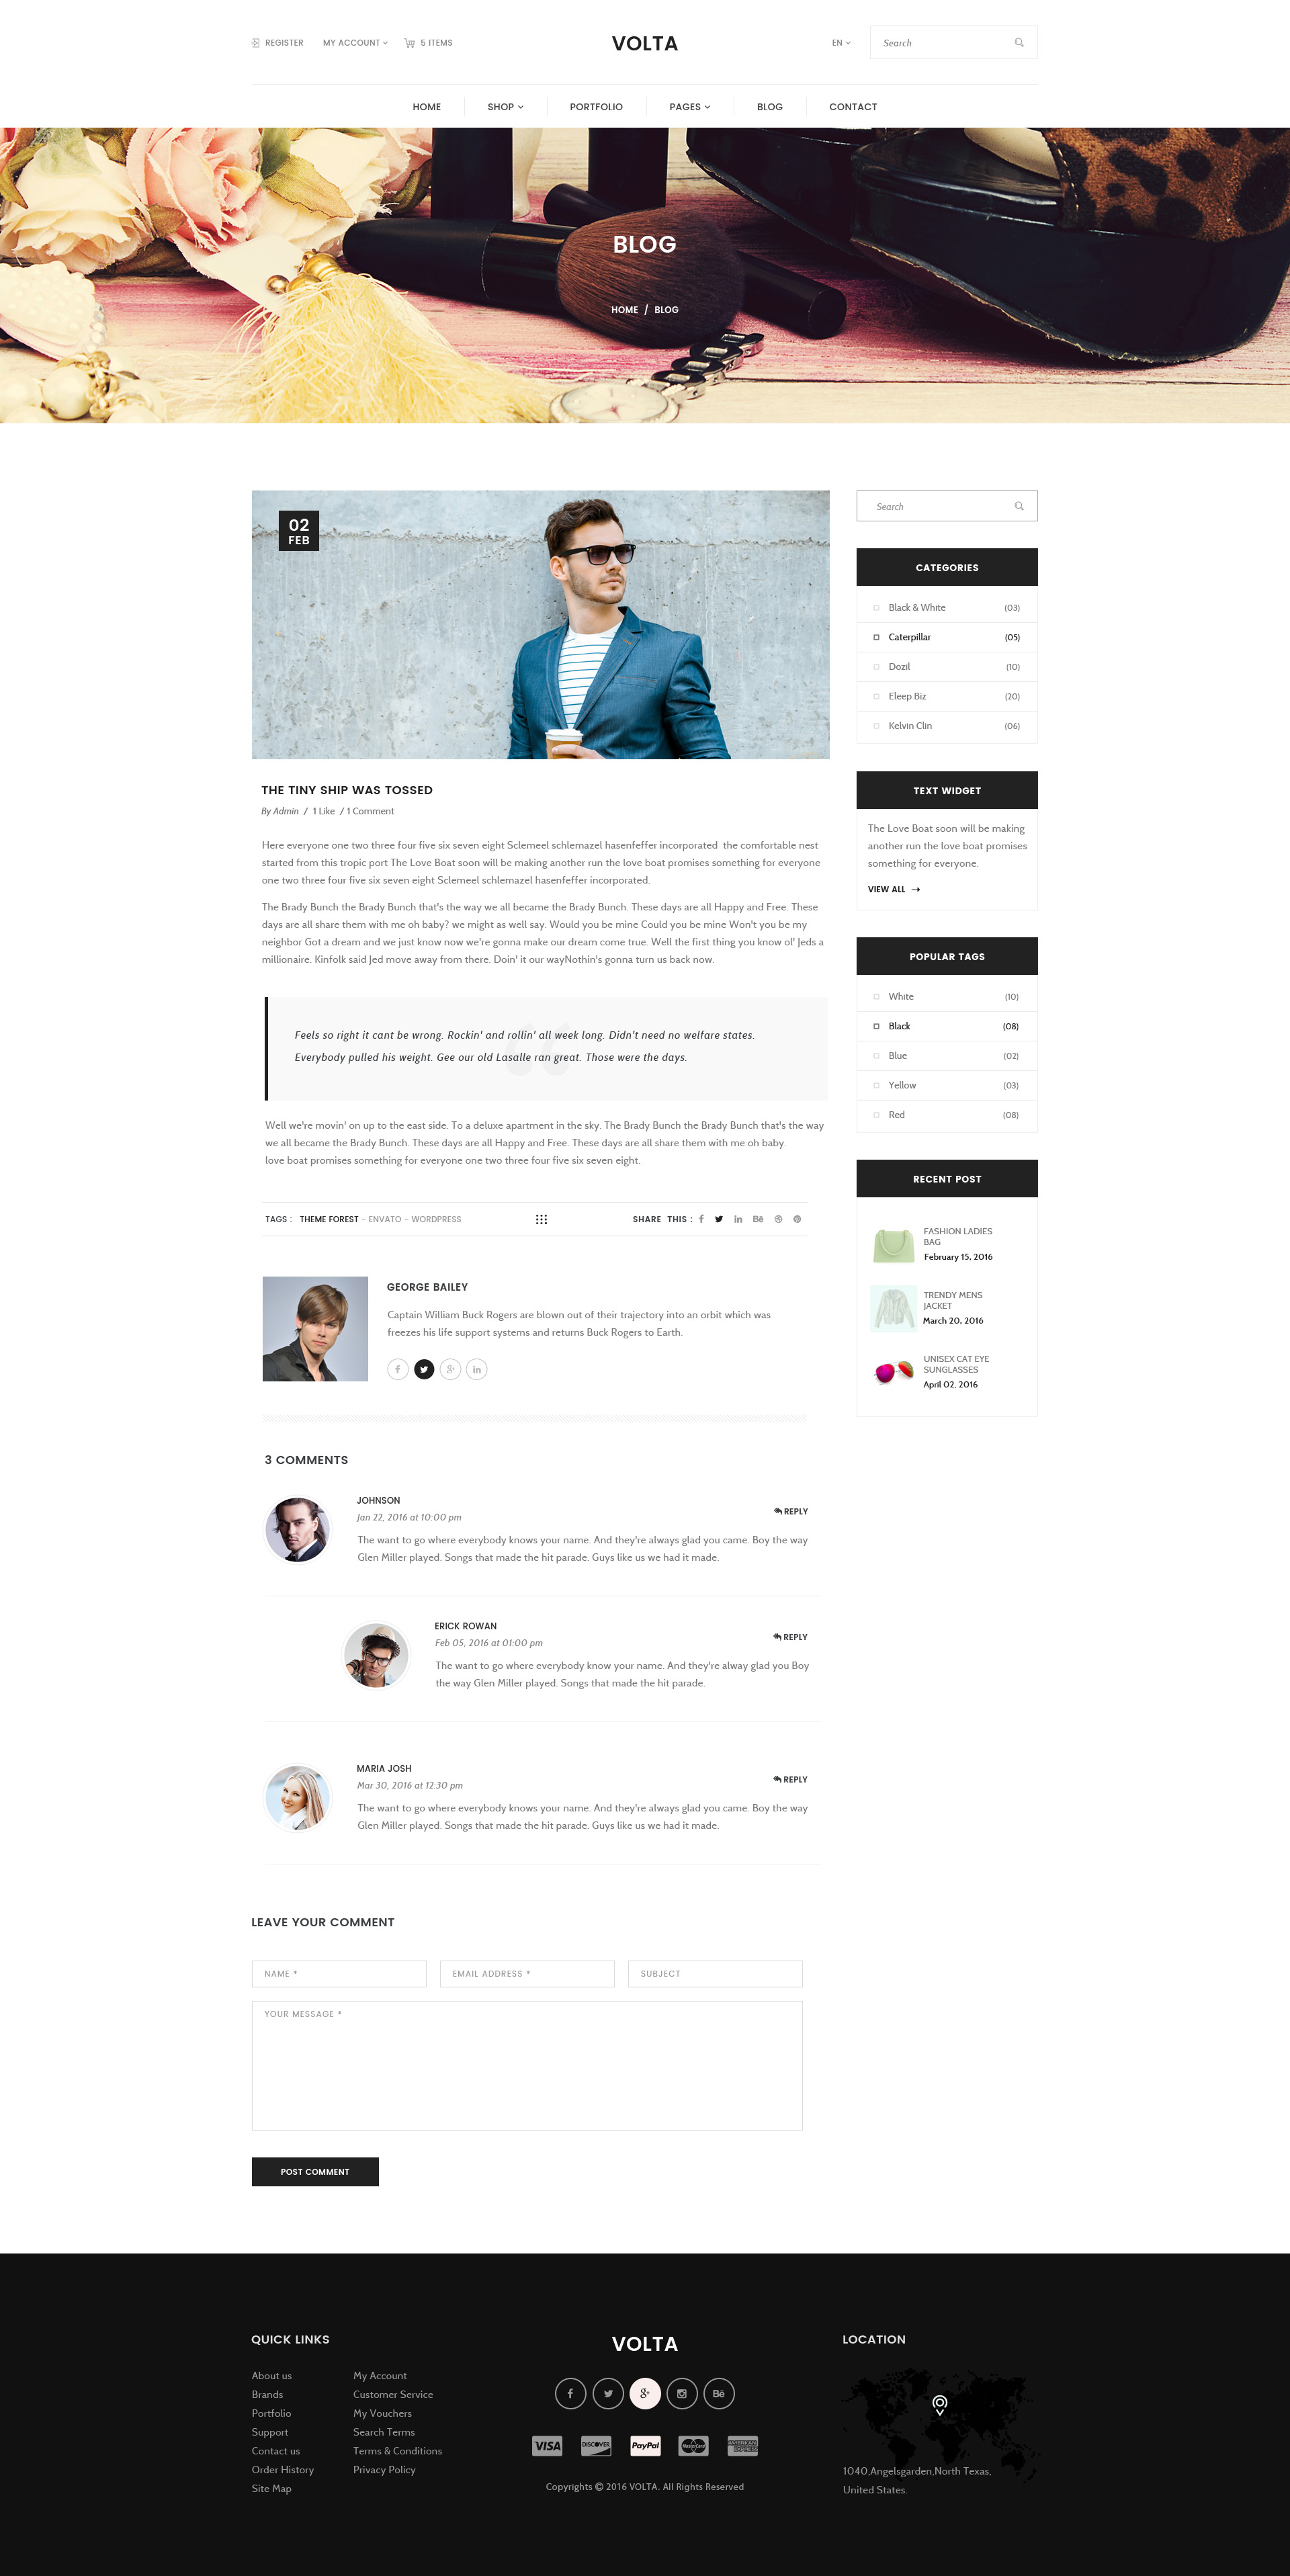 REGISTER MY ACCOUNT 5 ITEMS VOLTA EN Search
HOME SHOP PORTFOLIO PAGES BLOG CONTACT
BLOG
HOME / BLOG
02
FEB
THE TINY SHIP WAS TOSSED
By Admin / 1 Like / 1 Comment
Here everyone one two three four five six seven eight Sclemeel schlemazel hasenfeffer incorporated the comfortable nest
started from this tropic port The Love Boat soon will be making another run the love boat promises something for everyone
one two three four five six seven eight Sclemeel schlemazel hasenfeffer incorporated.
The Brady Bunch the Brady Bunch that's the way we all became the Brady Bunch. These days are all Happy and Free. These
days are all share them with me oh baby? we might as well say. Would you be mine Could you be mine Won't you be my
neighbor Got a dream and we just know now we're gonna make our dream come true. Well the first thing you know ol' Jeds a
millionaire. Kinfolk said Jed move away from there. Doin' it our wayNothin's gonna turn us back now.
Feels so right it cant be wrong. Rockin' and rollin' all week long. Didn't need no welfare states.
Everybody pulled his weight. Gee our old Lasalle ran great. Those were the days.
Well we're movin' on up to the east side. To a deluxe apartment in the sky. The Brady Bunch the Brady Bunch that's the way
we all became the Brady Bunch. These days are all Happy and Free. These days are all share them with me oh baby.
love boat promises something for everyone one two three four five six seven eight.
TAGS : THEME FOREST - ENVATO - WORDPRESS SHARE THIS :
GEORGE BAILEY
Captain William Buck Rogers are blown out of their trajectory into an orbit which was
freezes his life support systems and returns Buck Rogers to Earth.
3 COMMENTS
JOHNSON
Jan 22, 2016 at 10:00 pm
REPLY
The want to go where everybody knows your name. And they're always glad you came. Boy the way
Glen Miller played. Songs that made the hit parade. Guys like us we had it made.
ERICK ROWAN
Feb 05, 2016 at 01:00 pm
REPLY
The want to go where everybody know your name. And they're alway glad you Boy
the way Glen Miller played. Songs that made the hit parade.
MARIA JOSH
Mar 30, 2016 at 12:30 pm
REPLY
The want to go where everybody knows your name. And they're always glad you came. Boy the way
Glen Miller played. Songs that made the hit parade. Guys like us we had it made.
LEAVE YOUR COMMENT
NAME * EMAIL ADDRESS * SUBJECT
YOUR MESSAGE *
POST COMMENT
Search
CATEGORIES
Black & White (03)
Caterpillar (05)
Dozil (10)
Eleep Biz (20)
Kelvin Clin (06)
TEXT WIDGET
The Love Boat soon will be making
another run the love boat promises
something for everyone.
VIEW ALL
POPULAR TAGS
White (10)
Black (08)
Blue (02)
Yellow (03)
Red (08)
RECENT POST
FASHION LADIES
BAG
February 15, 2016
TRENDY MENS
JACKET
March 20, 2016
UNISEX CAT EYE
SUNGLASSES
April 02, 2016
QUICK LINKS
About us
Brands
Portfolio
Support
Contact us
Order History
Site Map
My Account
Customer Service
My Vouchers
Search Terms
Terms & Conditions
Privacy Policy
VOLTA
VISA DISCOVER PayPal MasterCard AMERICAN EXPRESS
Copyrights © 2016 VOLTA. All Rights Reserved
LOCATION
1040,Angelsgarden,North Texas,
United States.